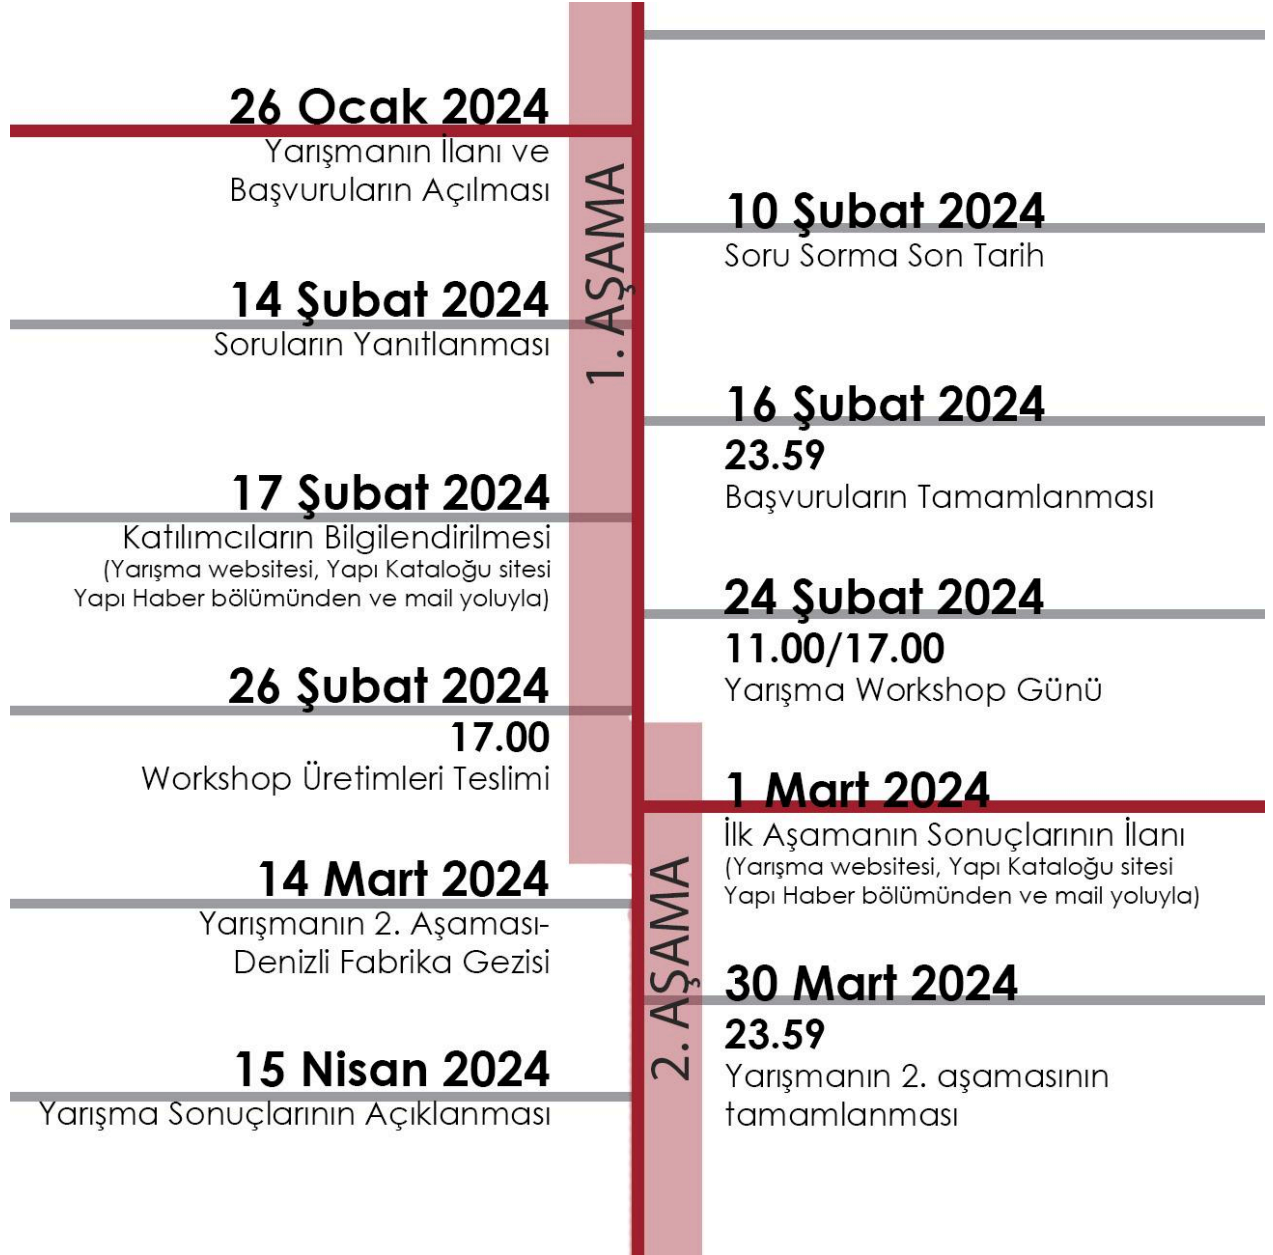 26 Ocak 2024
Yarışmanın İlanı ve
Başvuruların Açılması
1. AŞAMA
10 Şubat 2024
Soru Sorma Son Tarih
14 Şubat 2024
Soruların Yanıtlanması
16 Şubat 2024
23.59
Başvuruların Tamamlanması
17 Şubat 2024
Katılımcıların Bilgilendirilmesi
(Yarışma websitesi, Yapı Kataloğu sitesi
Yapı Haber bölümünden ve mail yoluyla)
24 Şubat 2024
11.00/17.00
Yarışma Workshop Günü
26 Şubat 2024
17.00
Workshop Üretimleri Teslimi
1 Mart 2024
İlk Aşamanın Sonuçlarının İlanı
(Yarışma websitesi, Yapı Kataloğu sitesi
Yapı Haber bölümünden ve mail yoluyla)
2. AŞAMA
14 Mart 2024
Yarışmanın 2. Aşaması-
Denizli Fabrika Gezisi
30 Mart 2024
23.59
Yarışmanın 2. aşamasının
tamamlanması
15 Nisan 2024
Yarışma Sonuçlarının Açıklanması